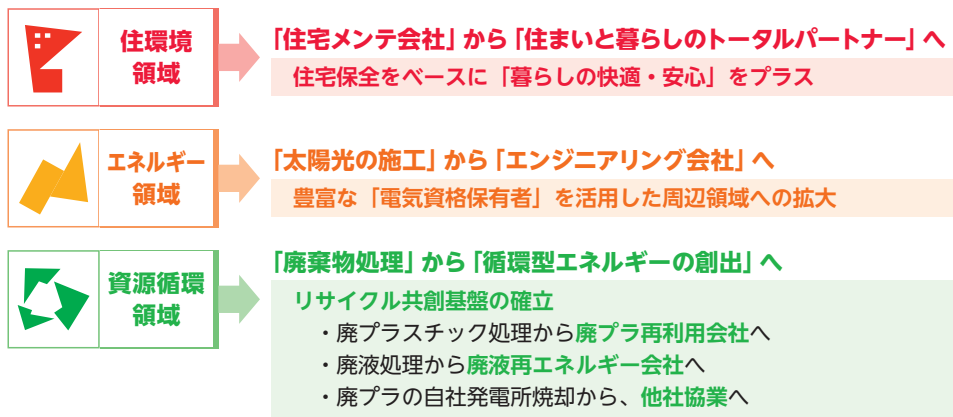 住環境
領域
「住宅メンテ会社」から「住まいと暮らしのトータルパートナー」へ
住宅保全をベースに「暮らしの快適・安心」をプラス
エネルギー
領域
「太陽光の施工」から「エンジニアリング会社」へ
豊富な「電気資格保有者」を活用した周辺領域への拡大
資源循環
領域
「廃棄物処理」から「循環型エネルギーの創出」へ
リサイクル共創基盤の確立
・廃プラスチック処理から廃プラ再利用会社へ
・廃液処理から廃液再エネルギー会社へ
・廃プラの自社発電所焼却から、他社協業へ